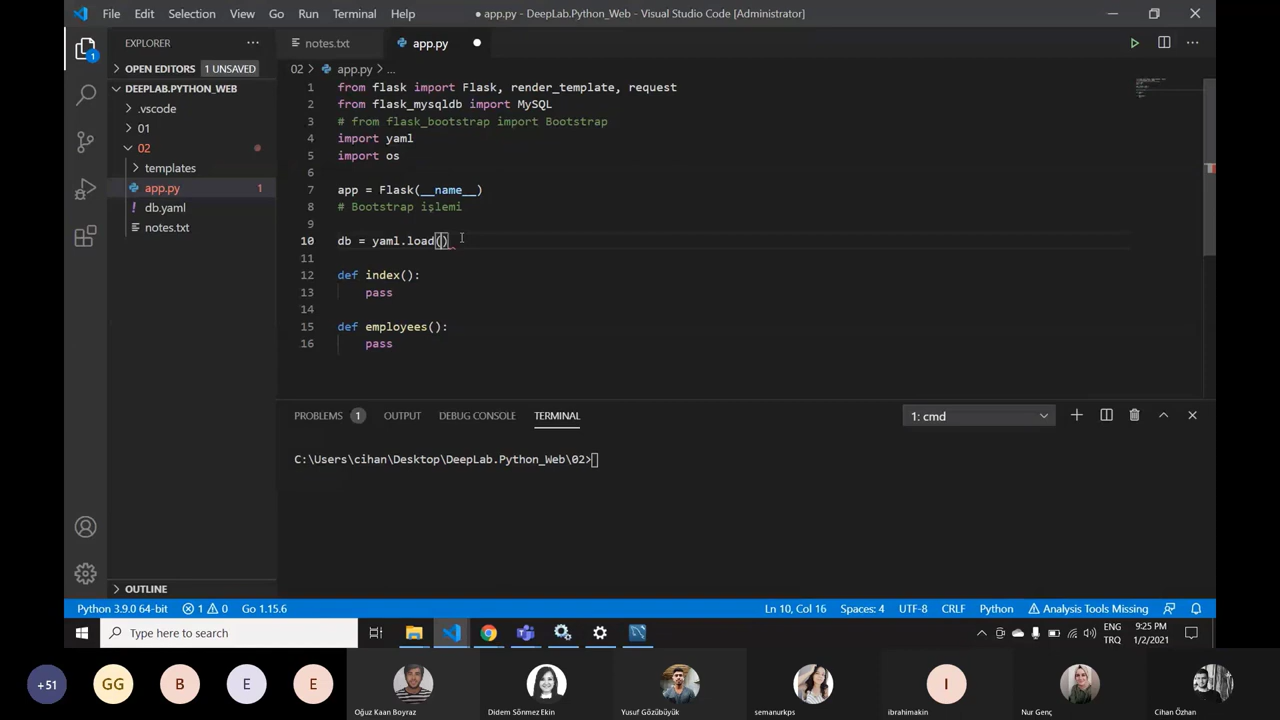 File Edit Selection View Go Run Terminal Help
● app.py - DeepLab.Python_Web - Visual Studio Code [Administrator]
EXPLORER
notes.txt
app.py
OPEN EDITORS 1 UNSAVED
02 > app.py > ...
DEEPLAB.PYTHON_WEB
.vscode
01
02
templates
app.py 1
db.yaml
notes.txt
1
1 from flask import Flask, render_template, request
2 from flask_mysqldb import MySQL
3 # from flask_bootstrap import Bootstrap
4 import yaml
5 import os
6
7 app = Flask(__name__)
8 # Bootstrap işlemi
9
10 db = yaml.load()
11
12 def index():
13 pass
14
15 def employees():
16 pass
PROBLEMS 1 OUTPUT DEBUG CONSOLE TERMINAL
1: cmd
C:\Users\cihan\Desktop\DeepLab.Python_Web\02>
OUTLINE
Python 3.9.0 64-bit 1 0 Go 1.15.6
Ln 10, Col 16 Spaces: 4 UTF-8 CRLF Python Analysis Tools Missing
Type here to search
ENG
TRQ
9:25 PM
1/2/2021
+51 GG B E E I
Oğuz Kaan Boyraz Didem Sönmez Ekin Yusuf Gözübüyük semanurkps ibrahimakin Nur Genç Cihan Özhan